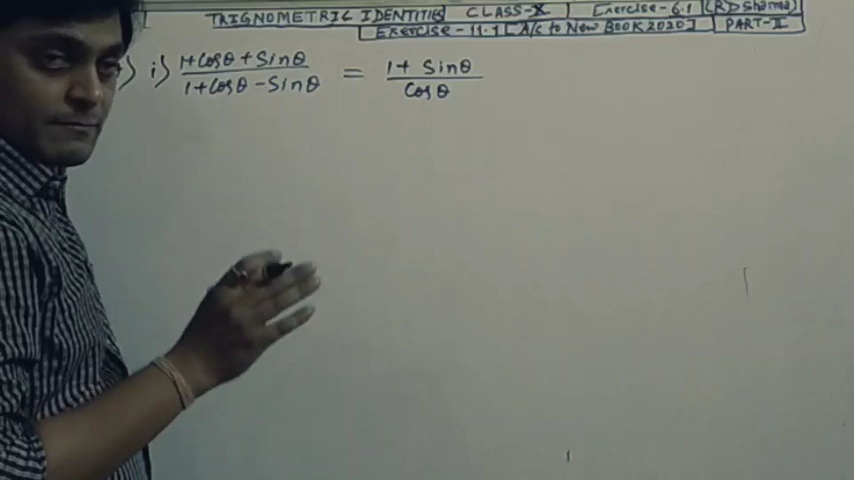 TRIGNOMETRIC IDENTITIES CLASS-X Exercise-6.1 (RD Sharma)
Exercise-11.1 [A/c to New BOOK 2020] PART-II
i) 1+Cosθ+Sinθ / 1+Cosθ-Sinθ = 1+ Sinθ / Cosθ